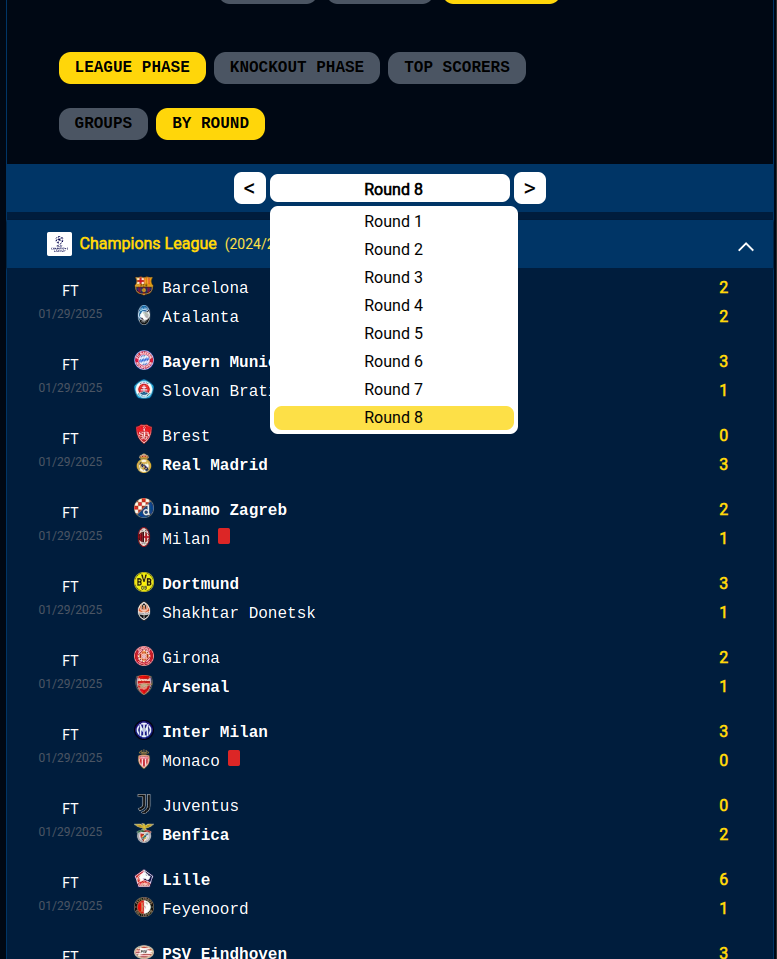 LEAGUE PHASE KNOCKOUT PHASE TOP SCORERS
GROUPS BY ROUND
< Round 8 >
Round 1
Round 2
Round 3
Round 4
Round 5
Round 6
Round 7
Round 8
Champions League (2024/2
FT
01/29/2025
Barcelona 2
Atalanta 2
FT
01/29/2025
Bayern Muni 3
Slovan Brati 1
FT
01/29/2025
Brest 0
Real Madrid 3
FT
01/29/2025
Dinamo Zagreb 2
Milan 1
FT
01/29/2025
Dortmund 3
Shakhtar Donetsk 1
FT
01/29/2025
Girona 2
Arsenal 1
FT
01/29/2025
Inter Milan 3
Monaco 0
FT
01/29/2025
Juventus 0
Benfica 2
FT
01/29/2025
Lille 6
Feyenoord 1
FT
PSV Eindhoven 3